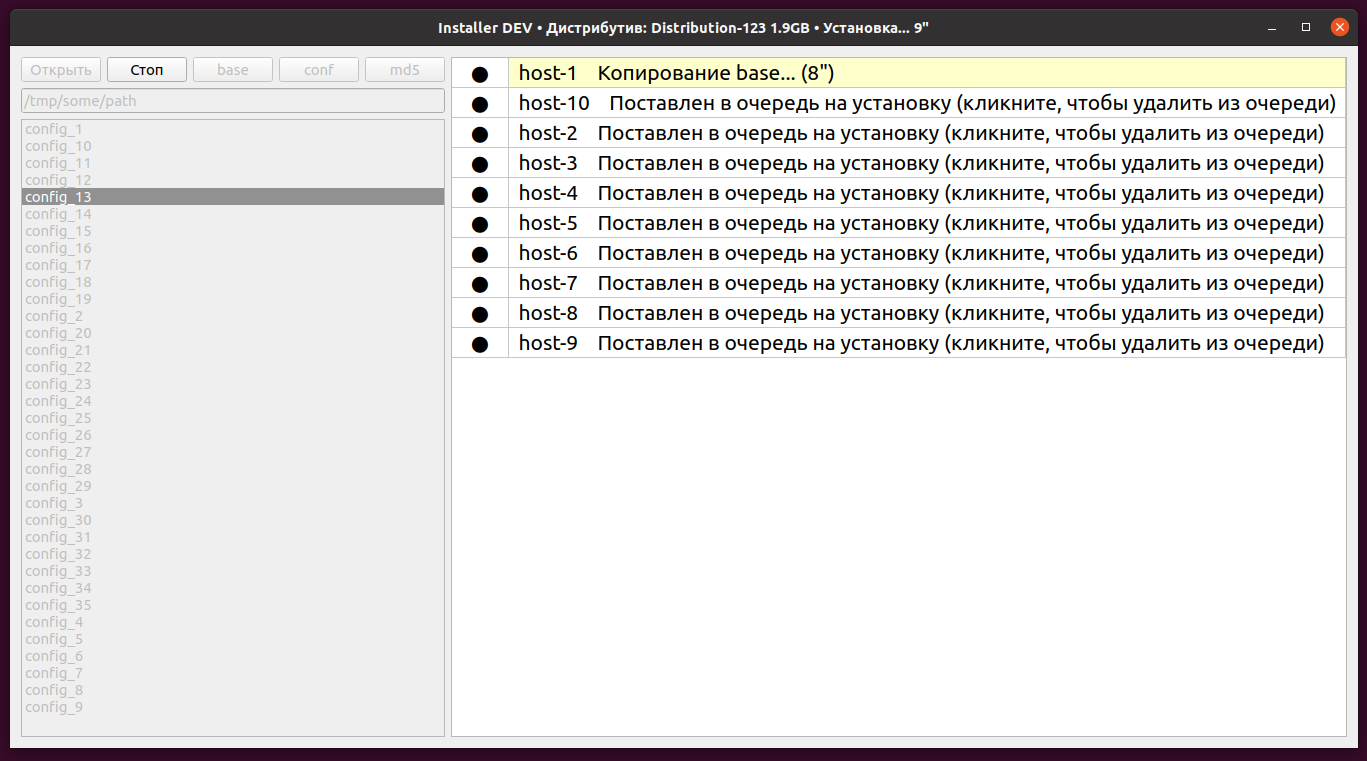 Installer DEV • Дистрибутив: Distribution-123 1.9GB • Установка... 9"
Открыть Стоп base conf md5
/tmp/some/path
config_1
config_10
config_11
config_12
config_13
config_14
config_15
config_16
config_17
config_18
config_19
config_2
config_20
config_21
config_22
config_23
config_24
config_25
config_26
config_27
config_28
config_29
config_3
config_30
config_31
config_32
config_33
config_34
config_35
config_4
config_5
config_6
config_7
config_8
config_9
host-1 Копирование base... (8")
host-10 Поставлен в очередь на установку (кликните, чтобы удалить из очереди)
host-2 Поставлен в очередь на установку (кликните, чтобы удалить из очереди)
host-3 Поставлен в очередь на установку (кликните, чтобы удалить из очереди)
host-4 Поставлен в очередь на установку (кликните, чтобы удалить из очереди)
host-5 Поставлен в очередь на установку (кликните, чтобы удалить из очереди)
host-6 Поставлен в очередь на установку (кликните, чтобы удалить из очереди)
host-7 Поставлен в очередь на установку (кликните, чтобы удалить из очереди)
host-8 Поставлен в очередь на установку (кликните, чтобы удалить из очереди)
host-9 Поставлен в очередь на установку (кликните, чтобы удалить из очереди)